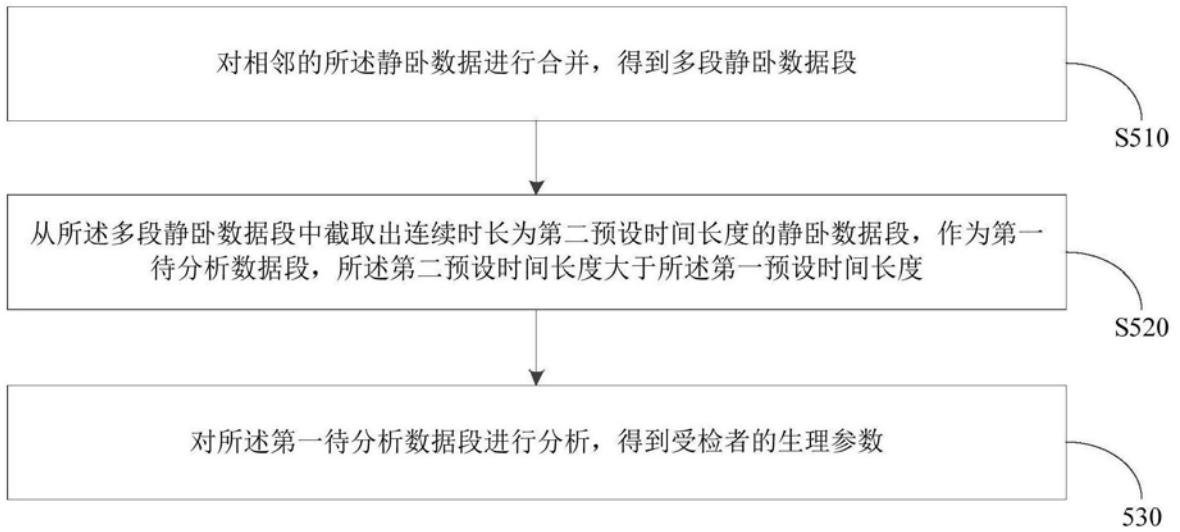 对相邻的所述静卧数据进行合并，得到多段静卧数据段
S510
从所述多段静卧数据段中截取出连续时长为第二预设时间长度的静卧数据段，作为第一
待分析数据段，所述第二预设时间长度大于所述第一预设时间长度
S520
对所述第一待分析数据段进行分析，得到受检者的生理参数
530